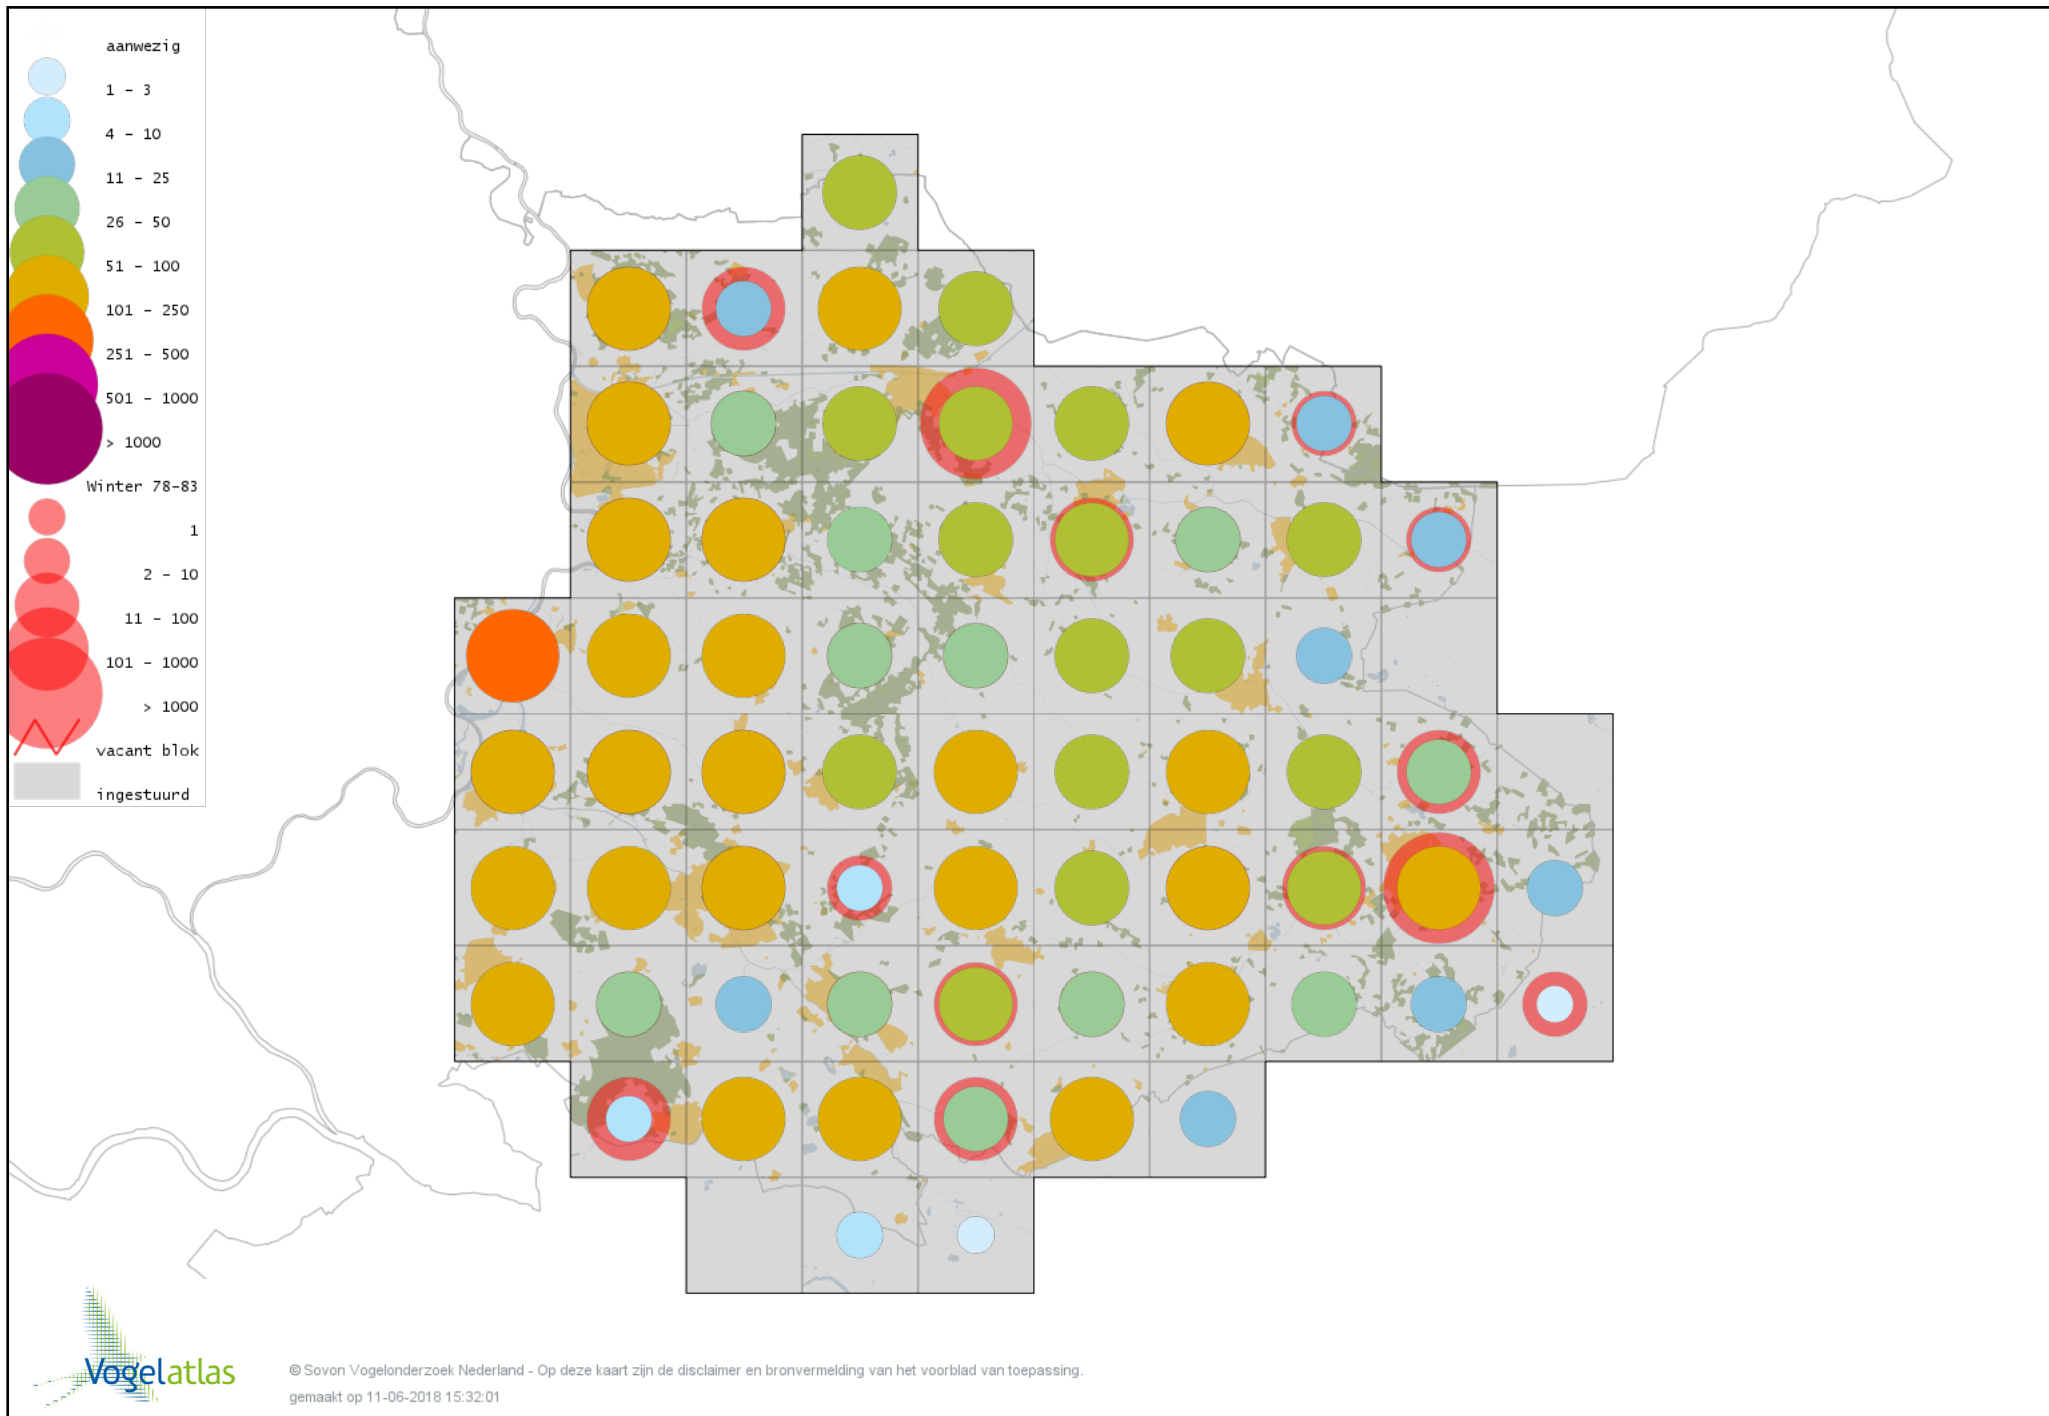 aanwezig
1 - 3
4 - 10
11 - 25
26 - 50
51 - 100
101 - 250
251 - 500
501 - 1000
> 1000
Winter 78-83
1
2 - 10
11 - 100
101 - 1000
> 1000
vacant blok
ingestuurd
Vogelatlas
© Sovon Vogelonderzoek Nederland - Op deze kaart zijn de disclaimer en bronvermelding van het voorblad van toepassing.
gemaakt op 11-06-2018 15:32:01